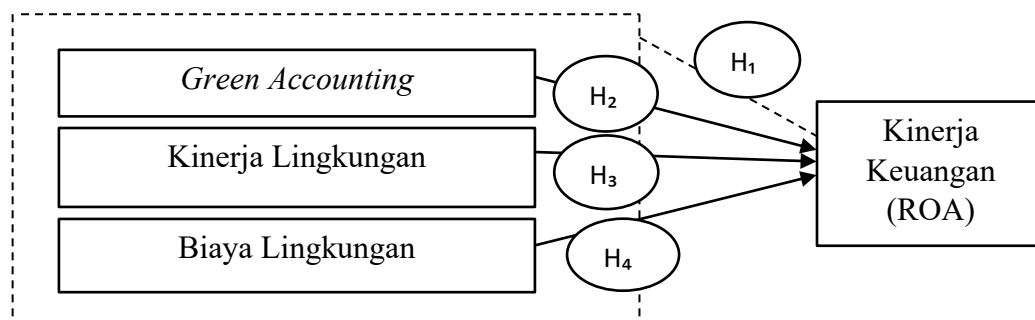 Green Accounting
H₂
H₁
Kinerja Lingkungan
H₃
Biaya Lingkungan
H₄
Kinerja
Keuangan
(ROA)